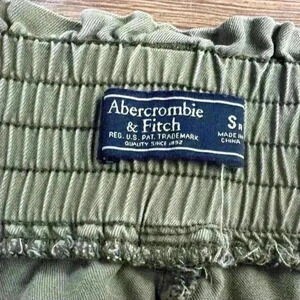 Abercrombie
& Fitch
REG. U.S. PAT. TRADEMARK
QUALITY SINCE 1892
S R
MADE IN
CHINA